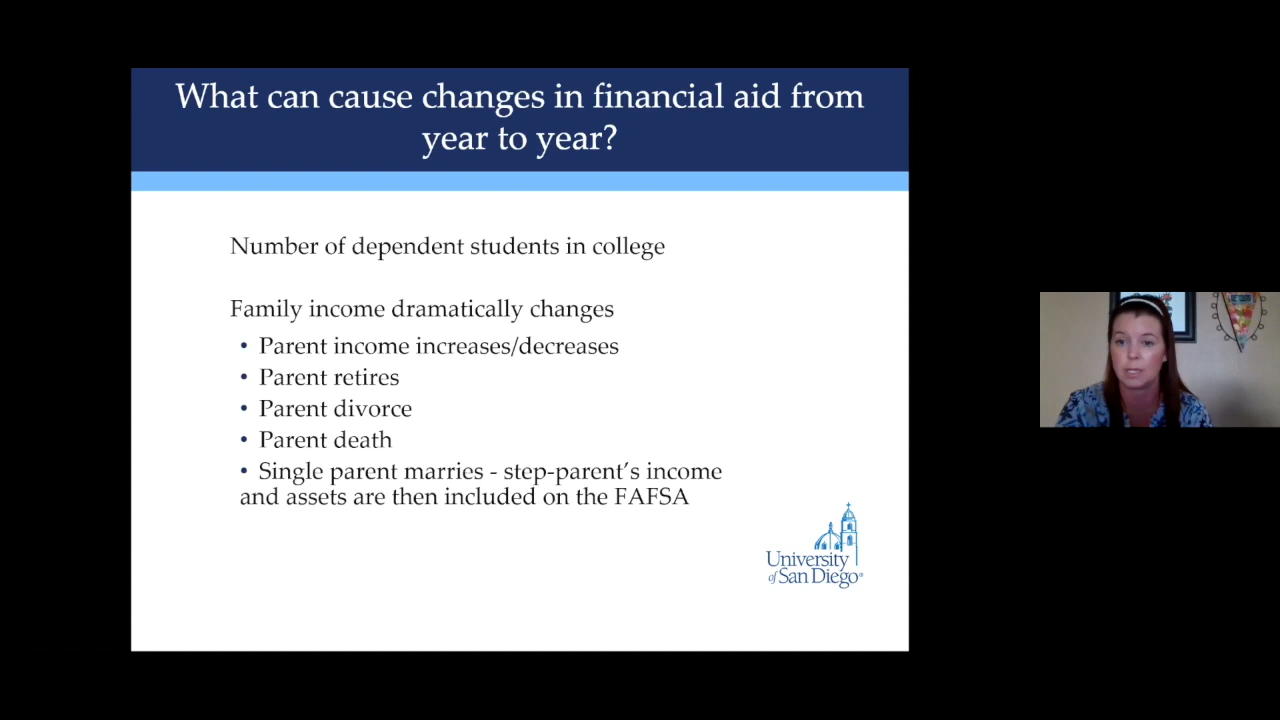 What can cause changes in financial aid from
year to year?
Number of dependent students in college
Family income dramatically changes
• Parent income increases/decreases
• Parent retires
• Parent divorce
• Parent death
• Single parent marries - step-parent's income
and assets are then included on the FAFSA
University
of San Diego®